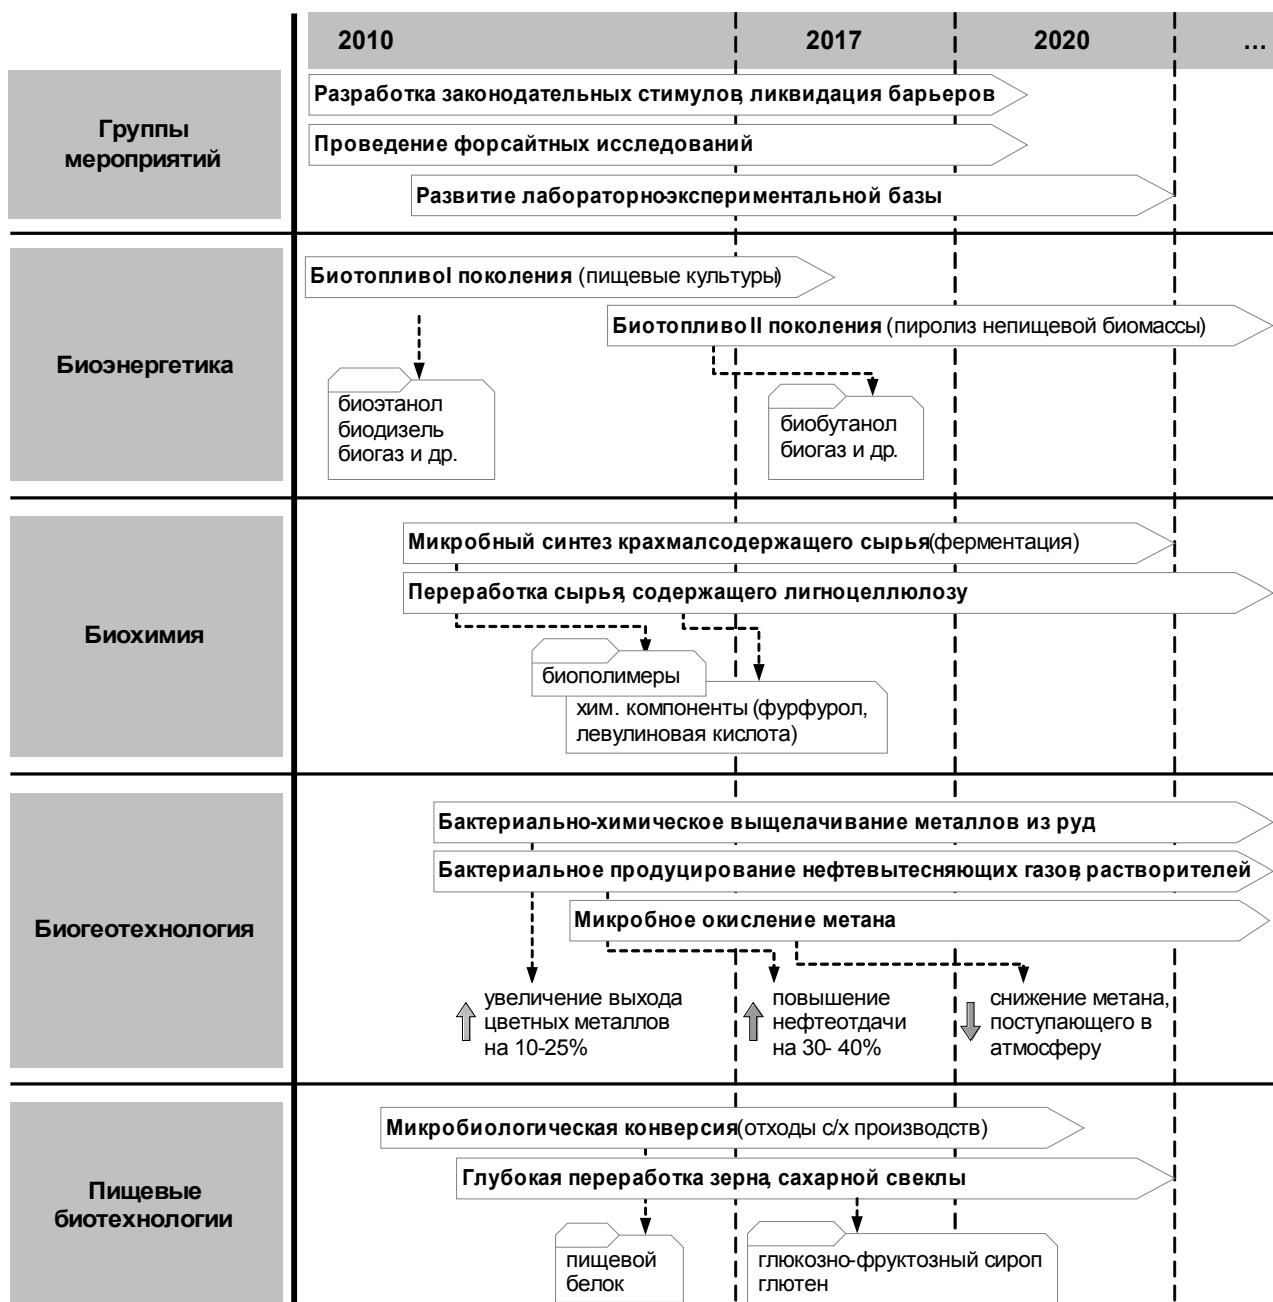 2010 2017 2020 ...
Группы
мероприятий
Разработка законодательных стимулов, ликвидация барьеров
Проведение форсайтных исследований
Развитие лабораторно-экспериментальной базы
Биоэнергетика
Биотопливо I поколения (пищевые культуры)
Биотопливо II поколения (пиролиз непищевой биомассы)
биоэтанол
биодизель
биогаз и др.
биобутанол
биогаз и др.
Биохимия
Микробный синтез крахмалсодержащего сырья (ферментация)
Переработка сырья, содержащего лигноцеллюлозу
биополимеры
хим. компоненты (фурфурол,
левулиновая кислота)
Биогеотехнология
Бактериально-химическое выщелачивание металлов из руд
Бактериальное продуцирование нефтевытесняющих газов, растворителей
Микробное окисление метана
увеличение выхода
цветных металлов
на 10-25%
повышение
нефтеотдачи
на 30- 40%
снижение метана,
поступающего в
атмосферу
Пищевые
биотехнологии
Микробиологическая конверсия (отходы с/х производств)
Глубокая переработка зерна, сахарной свеклы
пищевой
белок
глюкозно-фруктозный сироп
глютен